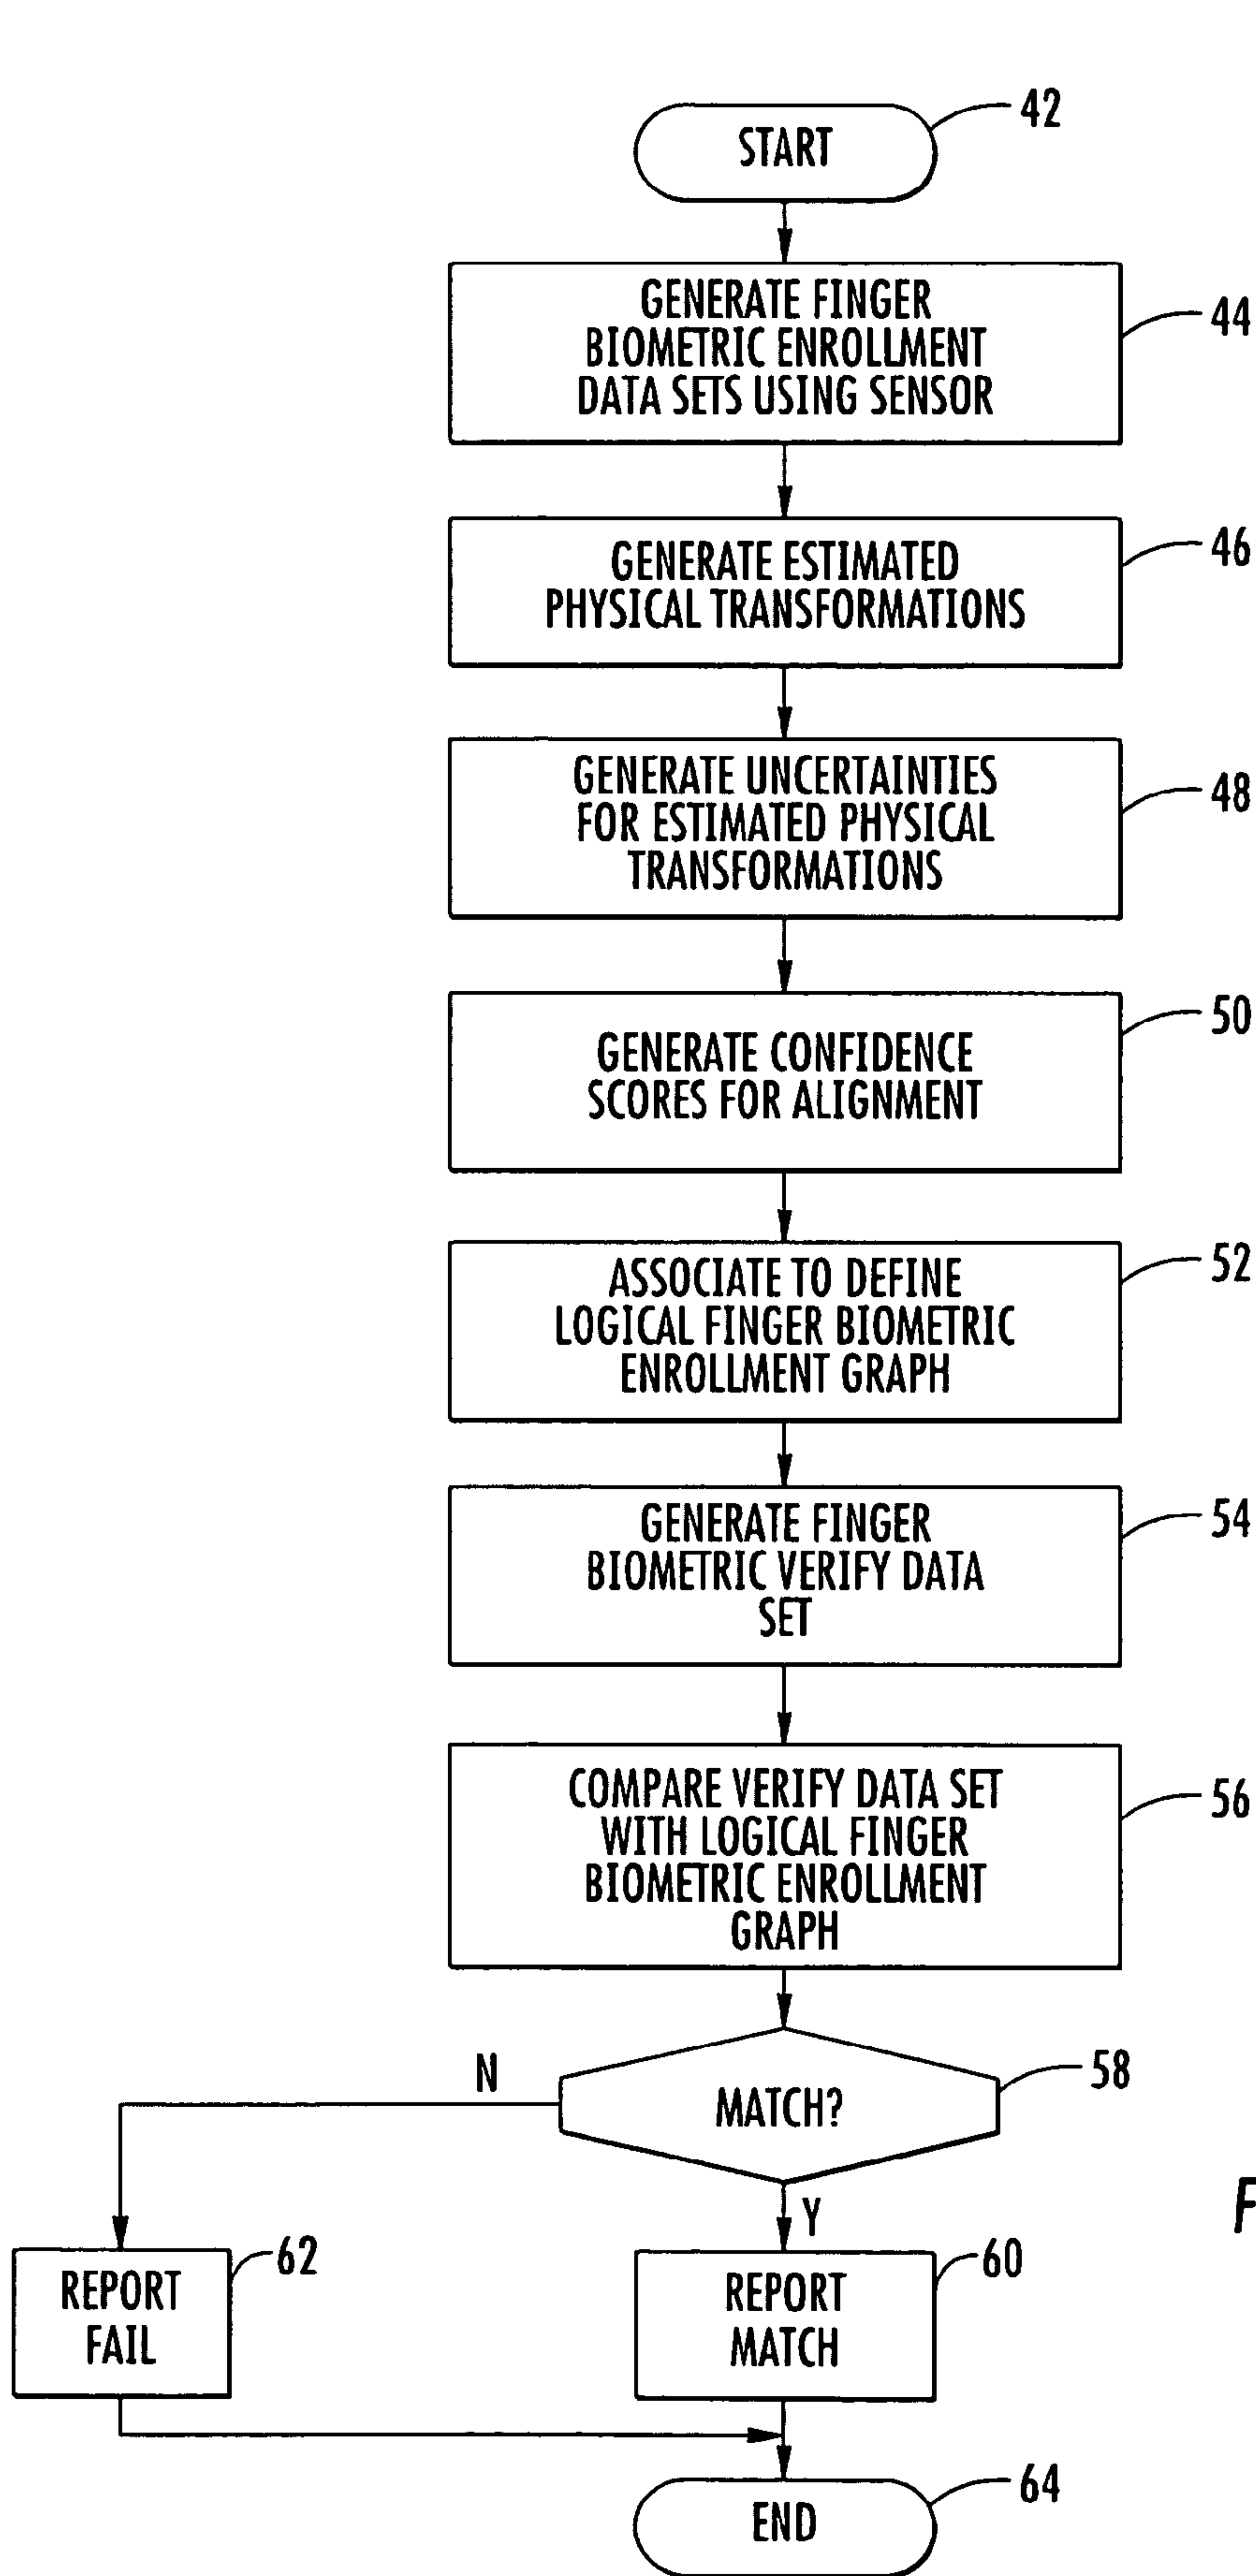 START
42
GENERATE FINGER
BIOMETRIC ENROLLMENT
DATA SETS USING SENSOR
44
GENERATE ESTIMATED
PHYSICAL TRANSFORMATIONS
46
GENERATE UNCERTAINTIES
FOR ESTIMATED PHYSICAL
TRANSFORMATIONS
48
GENERATE CONFIDENCE
SCORES FOR ALIGNMENT
50
ASSOCIATE TO DEFINE
LOGICAL FINGER BIOMETRIC
ENROLLMENT GRAPH
52
GENERATE FINGER
BIOMETRIC VERIFY DATA
SET
54
COMPARE VERIFY DATA SET
WITH LOGICAL FINGER
BIOMETRIC ENROLLMENT
GRAPH
56
N
MATCH?
58
Y
REPORT
FAIL
62
REPORT
MATCH
60
F
END
64